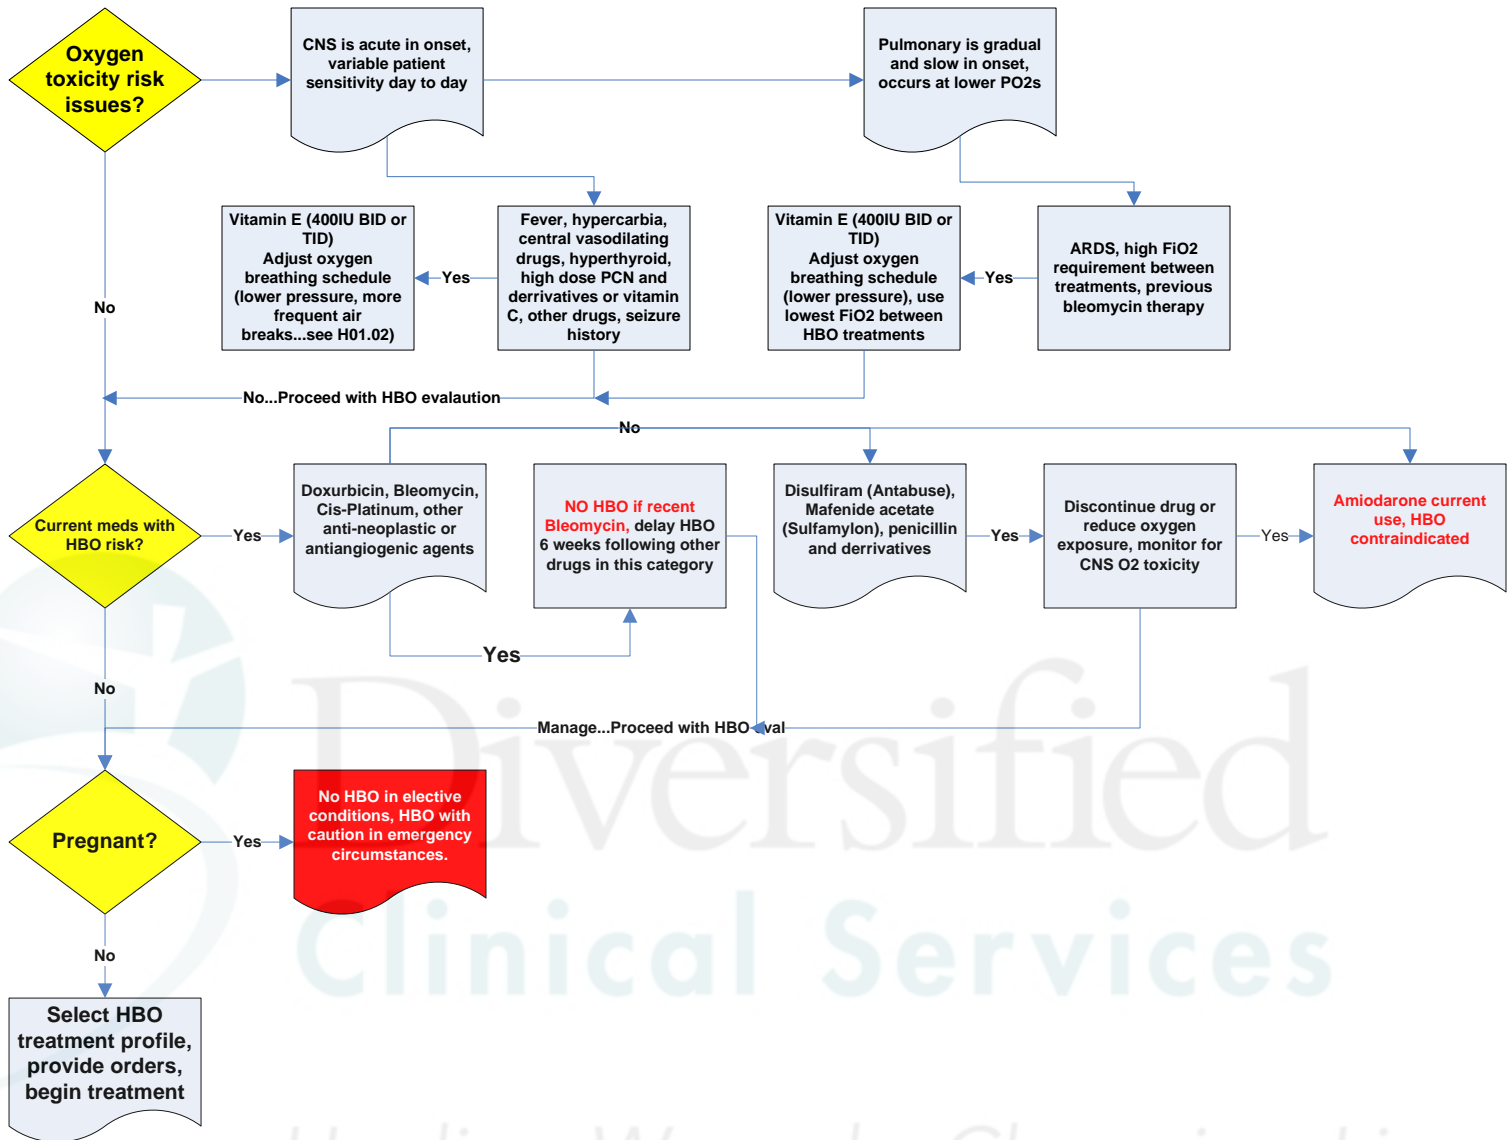 Oxygen
toxicity risk
issues?
CNS is acute in onset,
variable patient
sensitivity day to day
Pulmonary is gradual
and slow in onset,
occurs at lower PO2s
Vitamin E (400IU BID or
TID)
Adjust oxygen
breathing schedule
(lower pressure, more
frequent air
breaks...see H01.02)
Yes
Fever, hypercarbia,
central vasodilating
drugs, hyperthyroid,
high dose PCN and
derrivatives or vitamin
C, other drugs, seizure
history
Vitamin E (400IU BID or
TID)
Adjust oxygen
breathing schedule
(lower pressure), use
lowest FiO2 between
HBO treatments
Yes
ARDS, high FiO2
requirement between
treatments, previous
bleomycin therapy
No
No...Proceed with HBO evalaution
No
Current meds with
HBO risk?
Yes
Doxurbicin, Bleomycin,
Cis-Platinum, other
anti-neoplastic or
antiangiogenic agents
NO HBO if recent
Bleomycin, delay HBO
6 weeks following other
drugs in this category
Disulfiram (Antabuse),
Mafenide acetate
(Sulfamylon), penicillin
and derrivatives
Yes
Discontinue drug or
reduce oxygen
exposure, monitor for
CNS O2 toxicity
Yes
Amiodarone current
use, HBO
contraindicated
Yes
No
Manage...Proceed with HBO eval
Pregnant?
Yes
No HBO in elective
conditions, HBO with
caution in emergency
circumstances.
No
Select HBO
treatment profile,
provide orders,
begin treatment
Diversified
Clinical Services